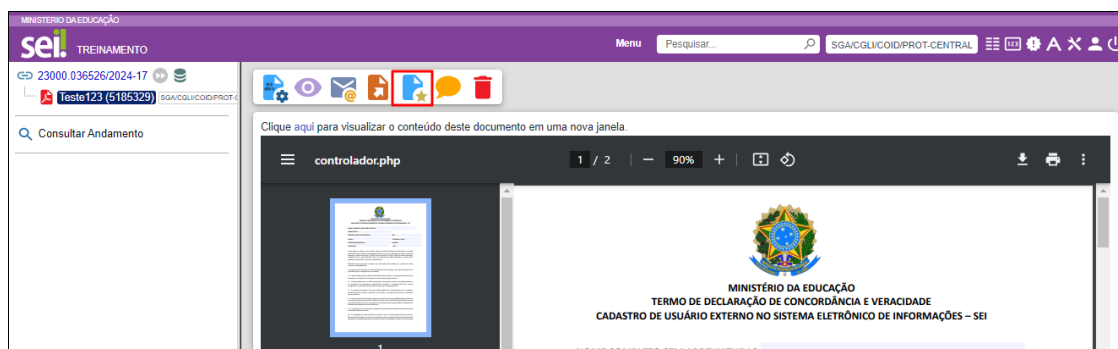 MINISTERIO DA EDUCAÇÃO
sei! TREINAMENTO
Menu Pesquisar... SGA/CGLI/COID/PROT-CENTRAL 123 A
23000.036526/2024-17
Teste123 (5185329) SGA/CGLI/COID/PROT-C
Consultar Andamento
Clique aqui para visualizar o conteúdo deste documento em uma nova janela.
controlador.php 1 / 2 90%
MINISTÉRIO DA EDUCAÇÃO
TERMO DE DECLARAÇÃO DE CONCORDÂNCIA E VERACIDADE
CADASTRO DE USUÁRIO EXTERNO NO SISTEMA ELETRÔNICO DE INFORMAÇÕES – SEI
1